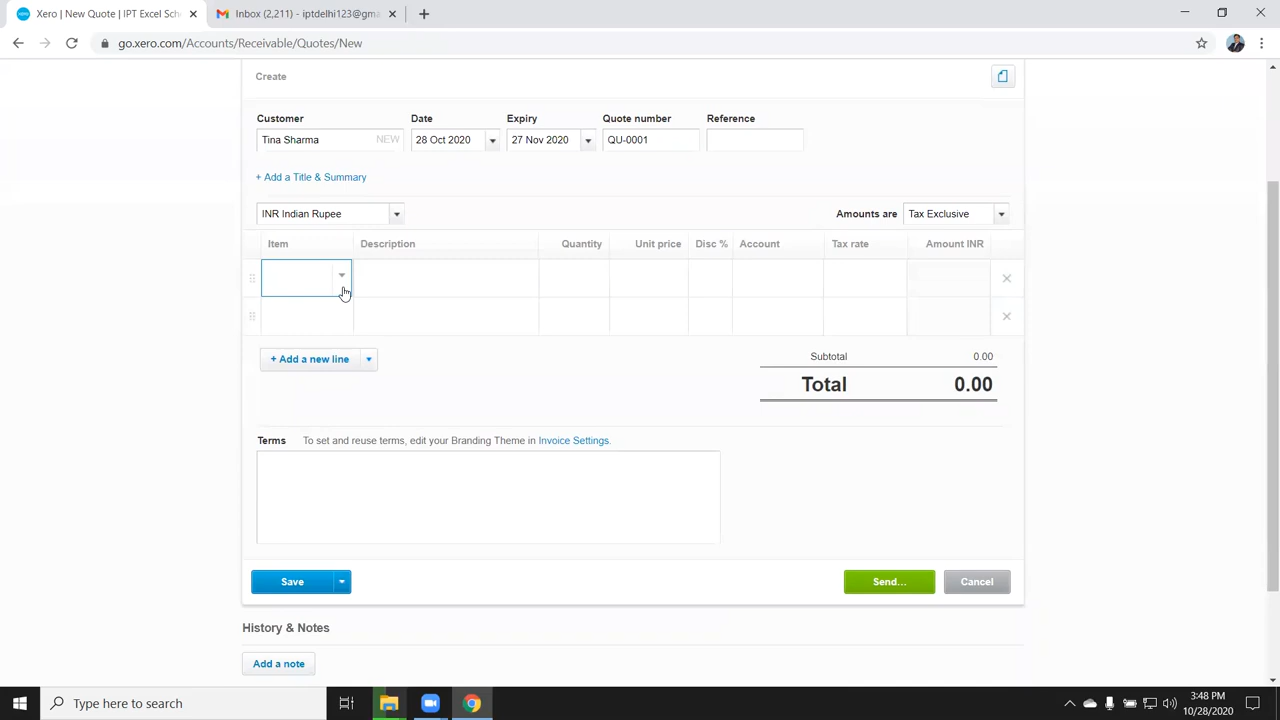 Xero | New Quote | IPT Excel Sch
Inbox (2,211) - iptdelhi123@gma
go.xero.com/Accounts/Receivable/Quotes/New
Create
Customer Date Expiry Quote number Reference
Tina Sharma NEW 28 Oct 2020 27 Nov 2020 QU-0001
+ Add a Title & Summary
INR Indian Rupee Amounts are Tax Exclusive
Item Description Quantity Unit price Disc % Account Tax rate Amount INR
+ Add a new line
Subtotal 0.00
Total 0.00
Terms To set and reuse terms, edit your Branding Theme in Invoice Settings.
Save Send... Cancel
History & Notes
Add a note
Type here to search
3:48 PM
10/28/2020